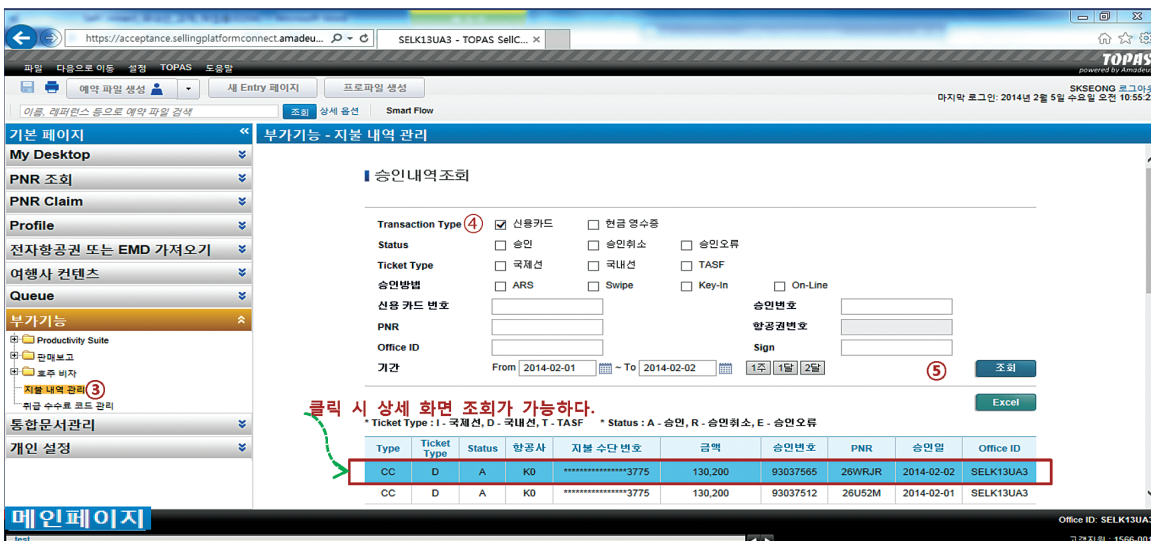 https://acceptance.sellingplatformconnect.amadeu...
SELK13UA3 - TOPAS SellC... ×
파일 다음으로 이동 설정 TOPAS 도움말
TOPAS
powered by Amadeus
예약 파일 생성 새 Entry 페이지 프로파일 생성
SKSEONG 로그아웃
마지막 로그인: 2014년 2월 5일 수요일 오전 10:55:2
이름, 레퍼런스 등으로 예약 파일 검색 조회 상세 옵션 Smart Flow
기본 페이지 «
부가기능 - 지불 내역 관리
My Desktop
PNR 조회
PNR Claim
Profile
전자항공권 또는 EMD 가져오기
여행사 컨텐츠
Queue
부가기능
Productivity Suite
판매보고
호주 비자
지불 내역 관리 ③
취급 수수료 코드 관리
통합문서관리
개인 설정
승인내역조회
Transaction Type ④ 신용카드 현금 영수증
Status 승인 승인취소 승인오류
Ticket Type 국제선 국내선 TASF
승인방법 ARS Swipe Key-In On-Line
신용 카드 번호 승인번호
PNR 항공권번호
Office ID Sign
기간 From 2014-02-01 ~ To 2014-02-02 1주 1달 2달 ⑤ 조회
Excel
클릭 시 상세 화면 조회가 가능하다.
* Ticket Type : I - 국제선, D - 국내선, T - TASF * Status : A - 승인, R - 승인취소, E - 승인오류
Type Ticket Type Status 항공사 지불 수단 번호 금액 승인번호 PNR 승인일 Office ID
CC D A K0 ****************3775 130,200 93037565 26WRJR 2014-02-02 SELK13UA3
CC D A K0 ****************3775 130,200 93037512 26U52M 2014-02-01 SELK13UA3
메인페이지
Office ID: SELK13UA3
test
고객지원 : 1566-001